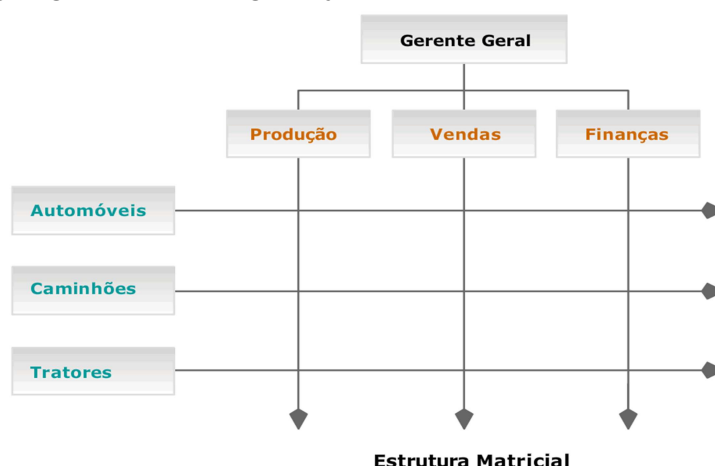 Gerente Geral
Produção
Vendas
Finanças
Automóveis
Caminhões
Tratores
Estrutura Matricial